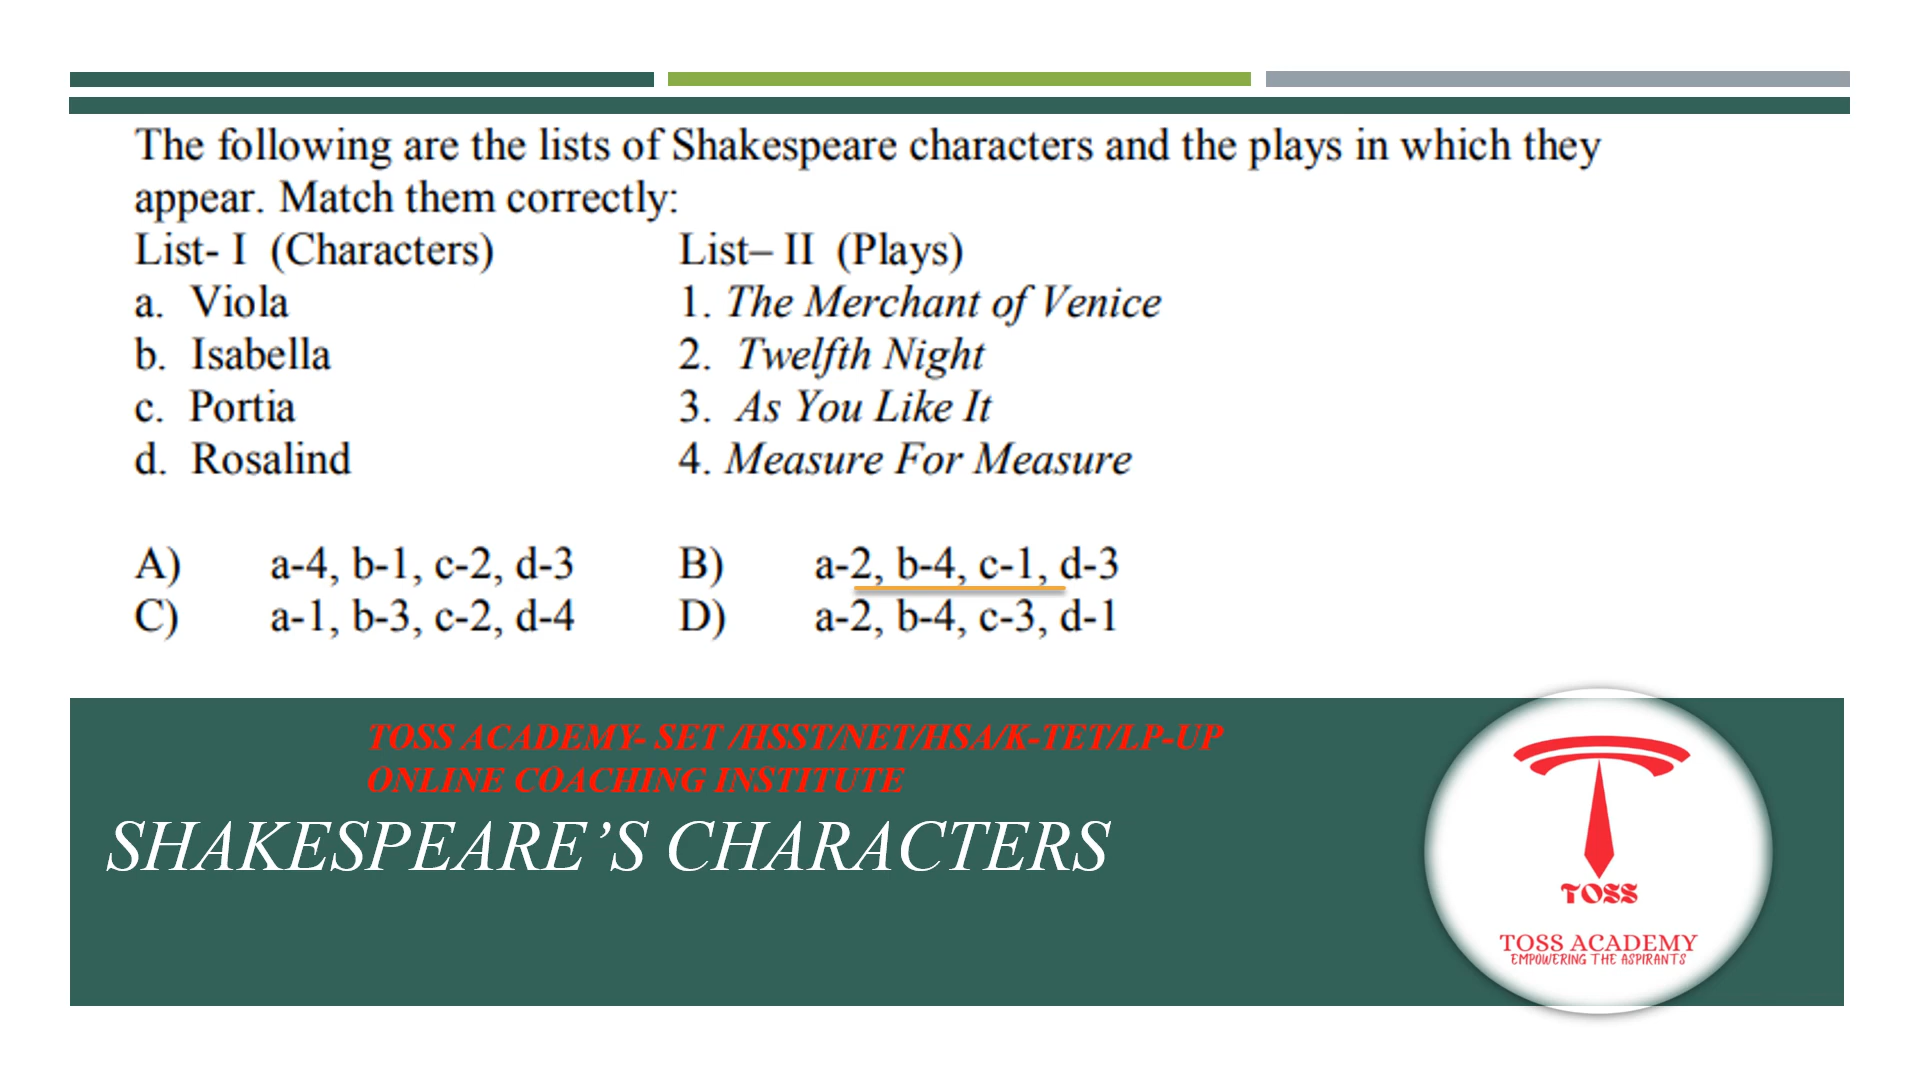 The following are the lists of Shakespeare characters and the plays in which they
appear. Match them correctly:
List- I (Characters) List– II (Plays)
a. Viola 1. The Merchant of Venice
b. Isabella 2. Twelfth Night
c. Portia 3. As You Like It
d. Rosalind 4. Measure For Measure
A) a-4, b-1, c-2, d-3 B) a-2, b-4, c-1, d-3
C) a-1, b-3, c-2, d-4 D) a-2, b-4, c-3, d-1
TOSS ACADEMY- SET /HSST/NET/HSA/K-TET/LP-UP
ONLINE COACHING INSTITUTE
SHAKESPEARE’S CHARACTERS
TOSS
TOSS ACADEMY
EMPOWERING THE ASPIRANTS